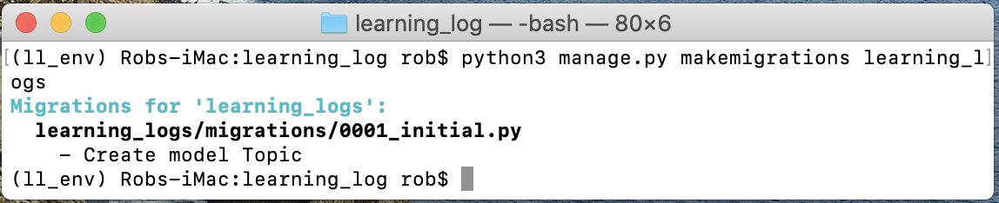 learning_log — -bash — 80×6
(ll_env) Robs-iMac:learning_log rob$ python3 manage.py makemigrations learning_l
ogs
Migrations for 'learning_logs':
  learning_logs/migrations/0001_initial.py
    - Create model Topic
(ll_env) Robs-iMac:learning_log rob$